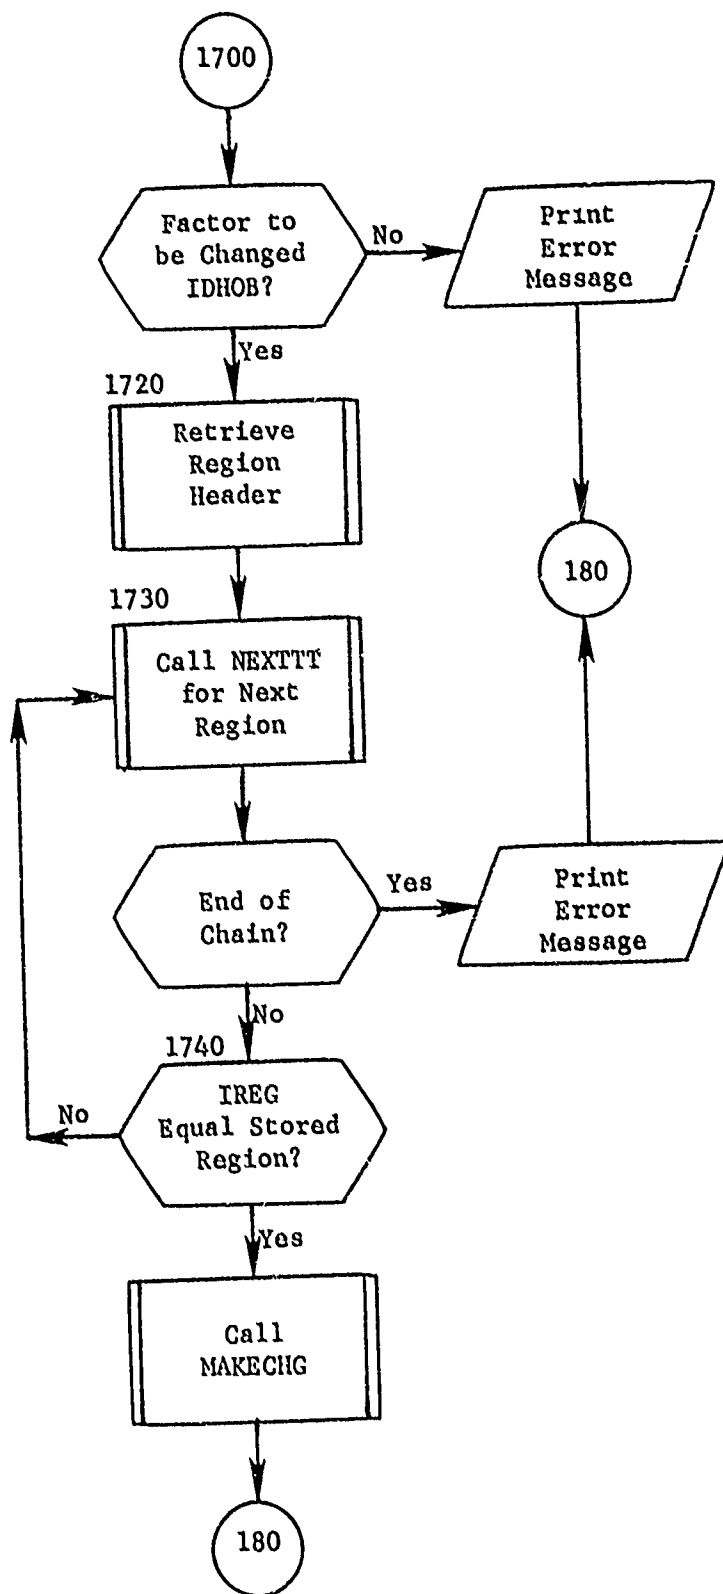 1700
Factor to
be Changed
IDHOB?
No
Print
Error
Message
Yes
1720
Retrieve
Region
Header
180
1730
Call NEXTTT
for Next
Region
End of
Chain?
Yes
Print
Error
Message
No
1740
IREG
Equal Stored
Region?
No
Yes
Call
MAKECHG
180